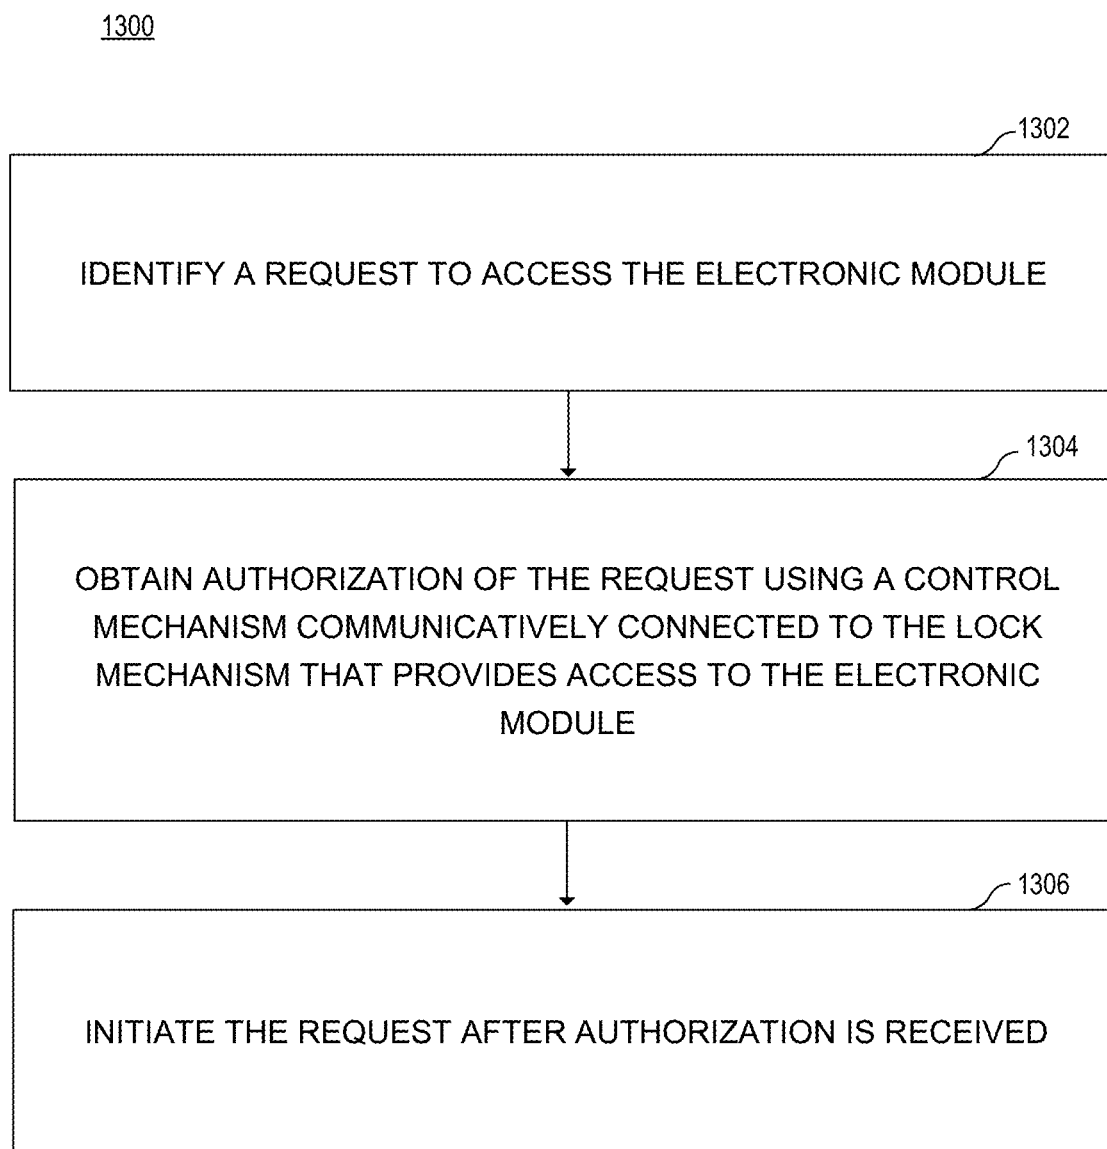 1300
1302
IDENTIFY A REQUEST TO ACCESS THE ELECTRONIC MODULE
1304
OBTAIN AUTHORIZATION OF THE REQUEST USING A CONTROL
MECHANISM COMMUNICATIVELY CONNECTED TO THE LOCK
MECHANISM THAT PROVIDES ACCESS TO THE ELECTRONIC
MODULE
1306
INITIATE THE REQUEST AFTER AUTHORIZATION IS RECEIVED